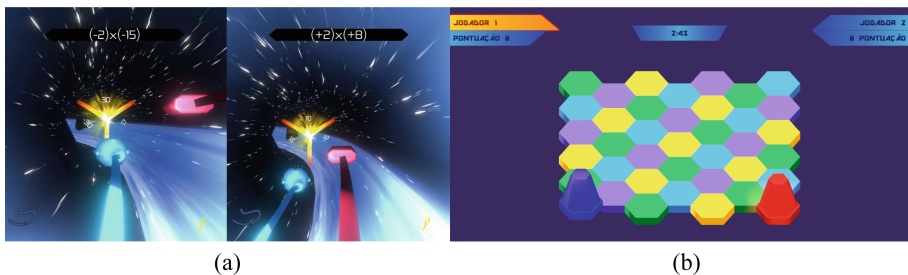 (-2)x(-15)
30
(+2)x(+8)
10
JOGADOR 1
PONTUAÇÃO 8
2:43
JOGADOR 2
8 PONTUAÇÃO
(a)
(b)